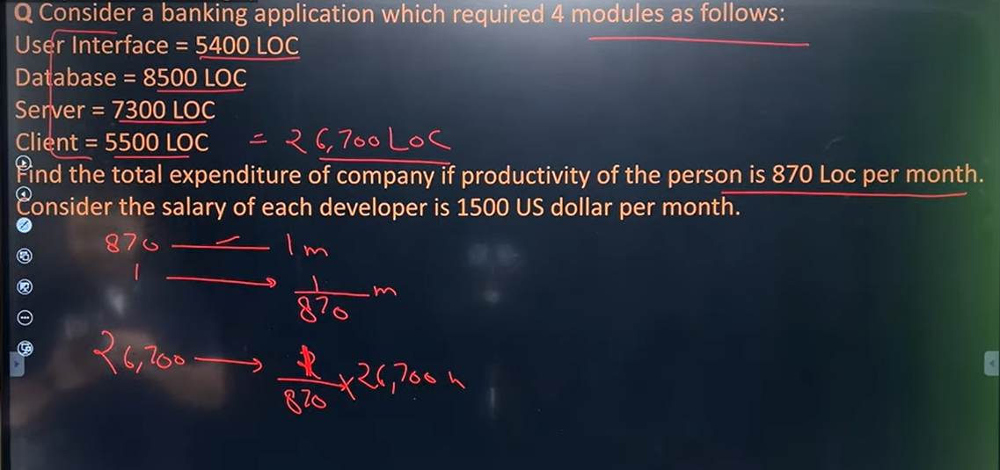 Q Consider a banking application which required 4 modules as follows:
User Interface = 5400 LOC
Database = 8500 LOC
Server = 7300 LOC
Client = 5500 LOC = 26,700 LOC
Find the total expenditure of company if productivity of the person is 870 Loc per month.
Consider the salary of each developer is 1500 US dollar per month.
870 — 1m
1 → 1/870 m
26,700 → 1/870 × 26,700